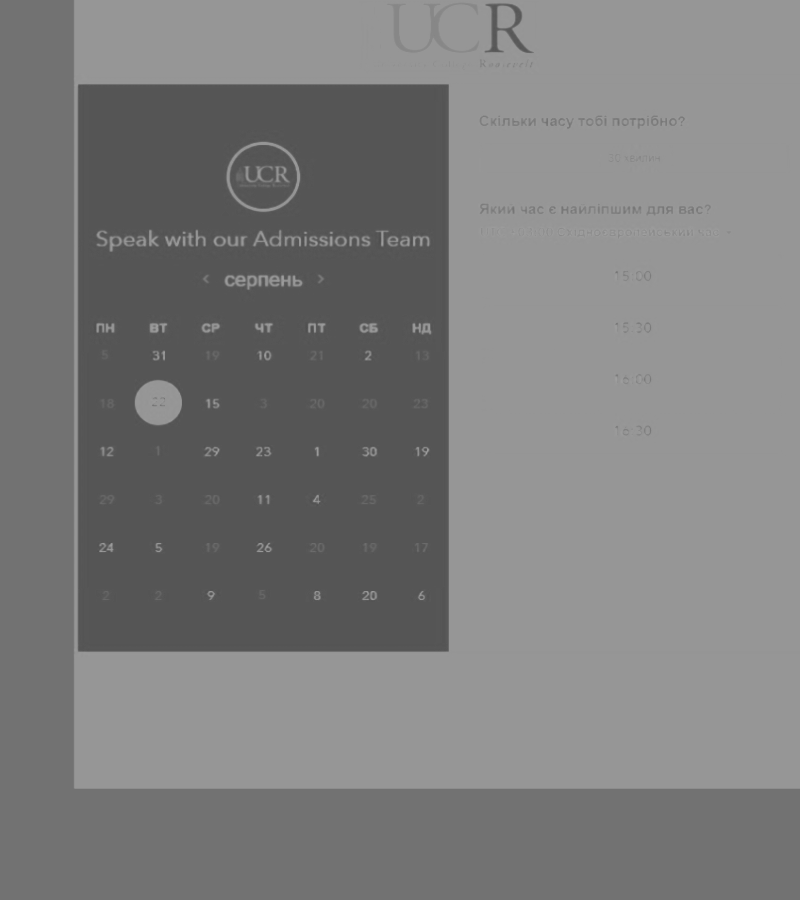 UCR
Roosevelt
UCR
Speak with our Admissions Team
< серпень >
ПН ВТ СР ЧТ ПТ СБ НД
5 31 19 10 21 2 13
18 22 15 3 20 20 23
12 1 29 23 1 30 19
29 3 20 11 4 25 2
24 5 19 26 20 19 17
2 2 9 5 8 20 6
Скільки часу тобі потрібно?
30 хвилин
Який час є найліпшим для вас?
15:00
15:30
16:00
16:30